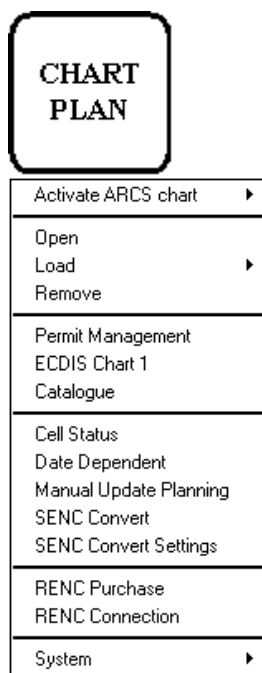 CHART
PLAN
Activate ARCS chart
Open
Load
Remove
Permit Management
ECDIS Chart 1
Catalogue
Cell Status
Date Dependent
Manual Update Planning
SENC Convert
SENC Convert Settings
RENC Purchase
RENC Connection
System